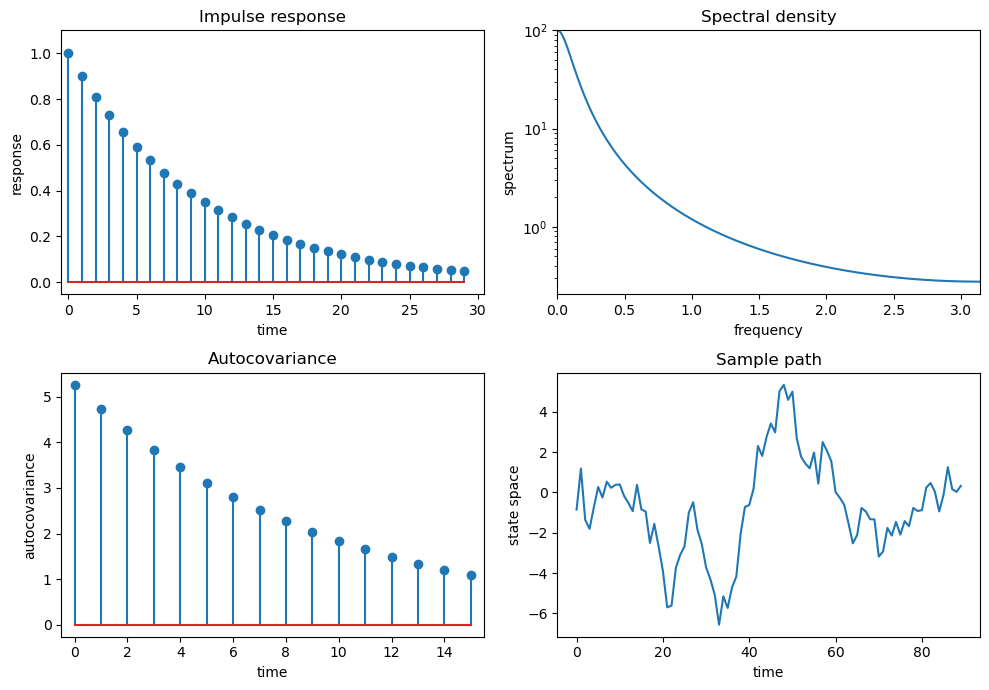 Impulse response
response
1.0
0.8
0.6
0.4
0.2
0.0
0 5 10 15 20 25 30
time
Spectral density
spectrum
10²
10¹
10⁰
0.0 0.5 1.0 1.5 2.0 2.5 3.0
frequency
Autocovariance
autocovariance
5
4
3
2
1
0
0 2 4 6 8 10 12 14
time
Sample path
state space
4
2
0
−2
−4
−6
0 20 40 60 80
time